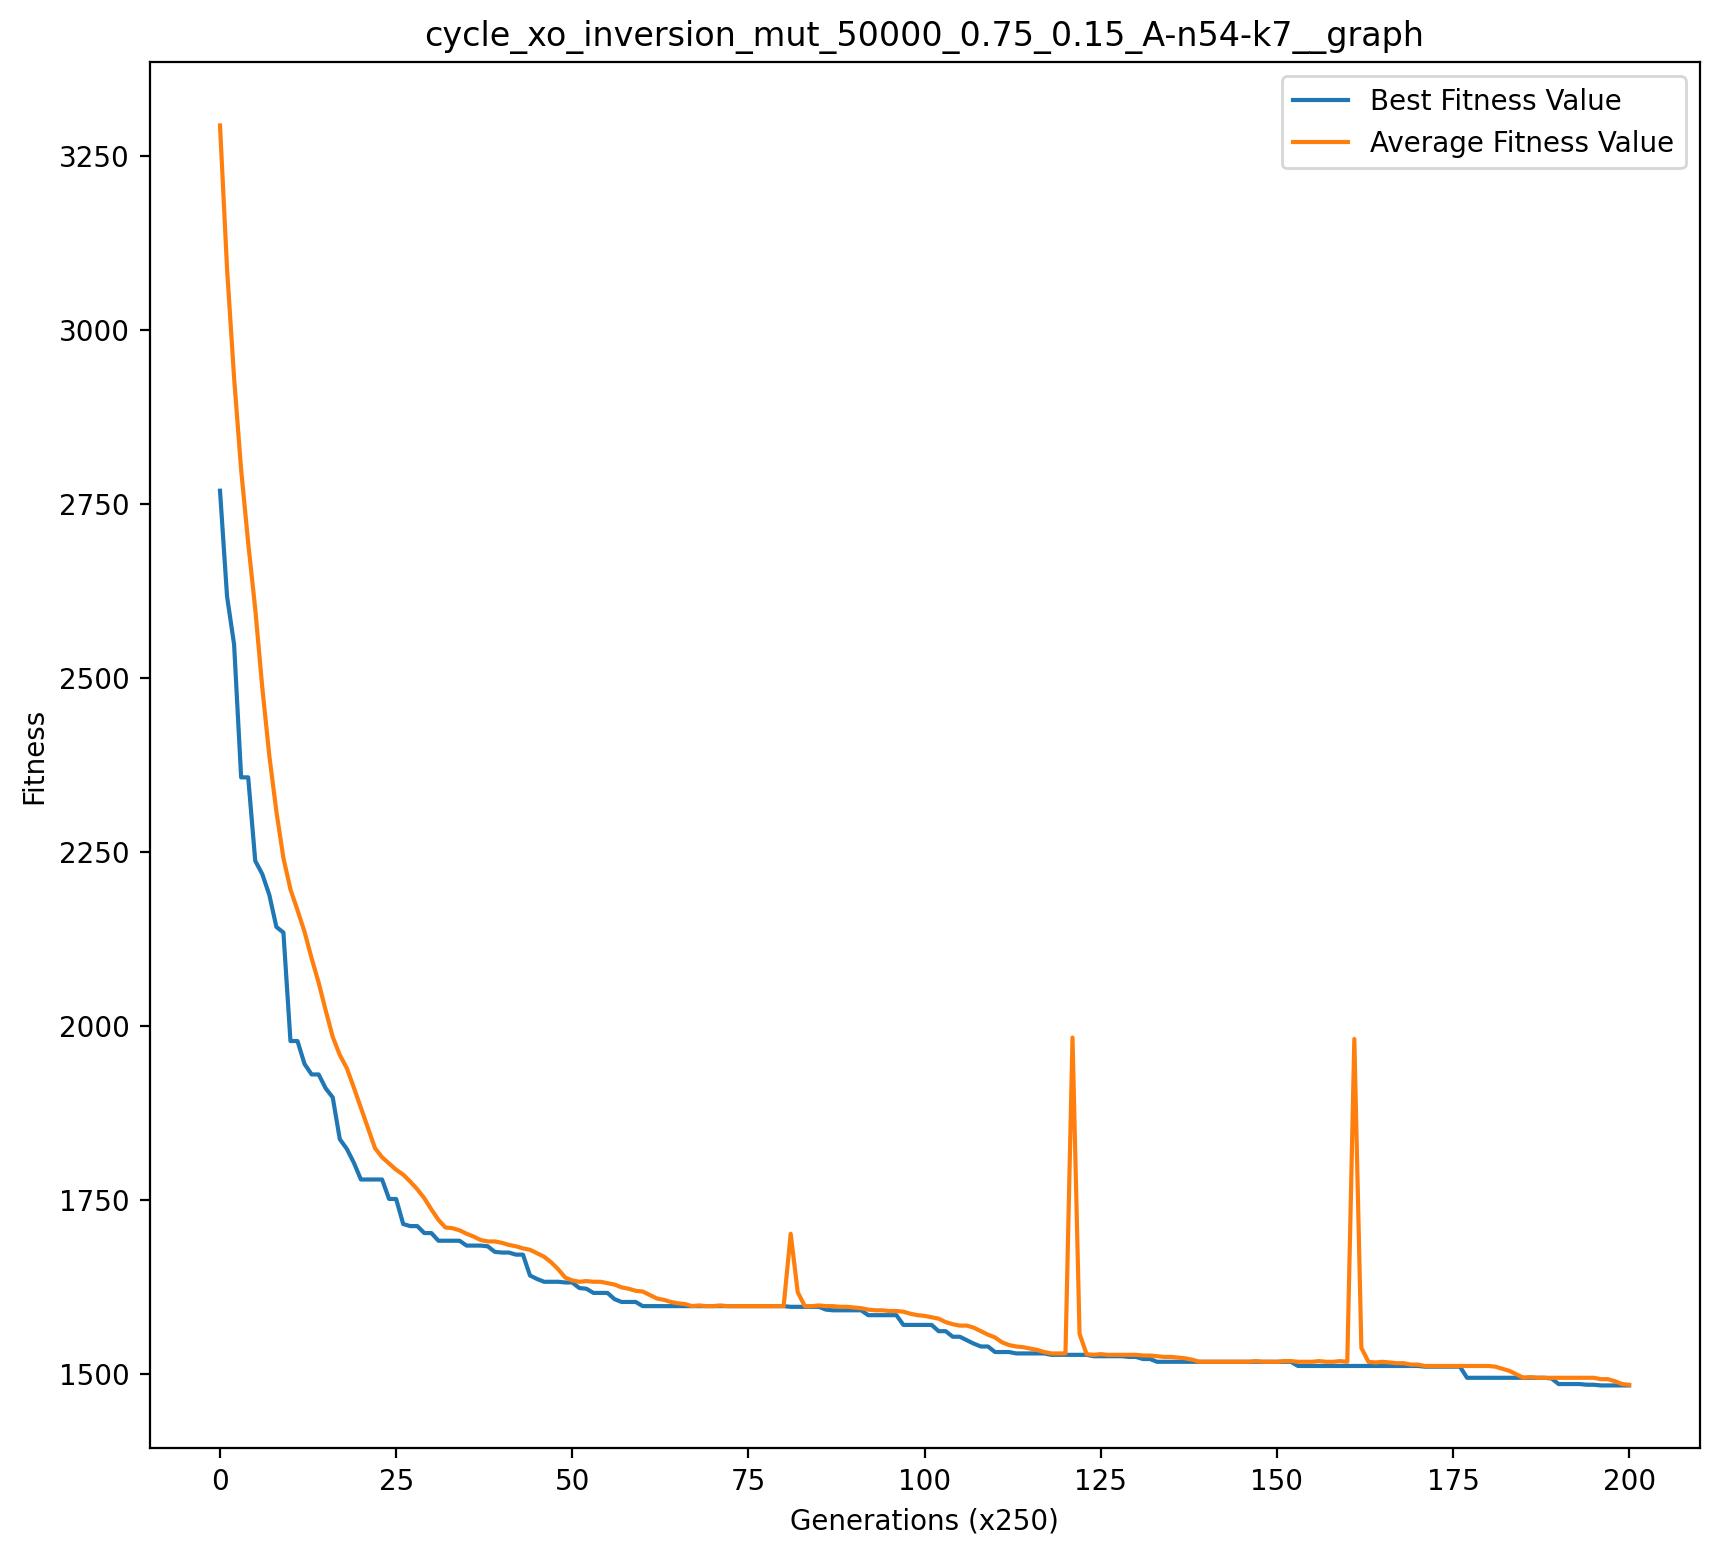 cycle_xo_inversion_mut_50000_0.75_0.15_A-n54-k7__graph
Best Fitness Value
Average Fitness Value
3250
3000
2750
2500
2250
2000
1750
1500
Fitness
0 25 50 75 100 125 150 175 200
Generations (x250)